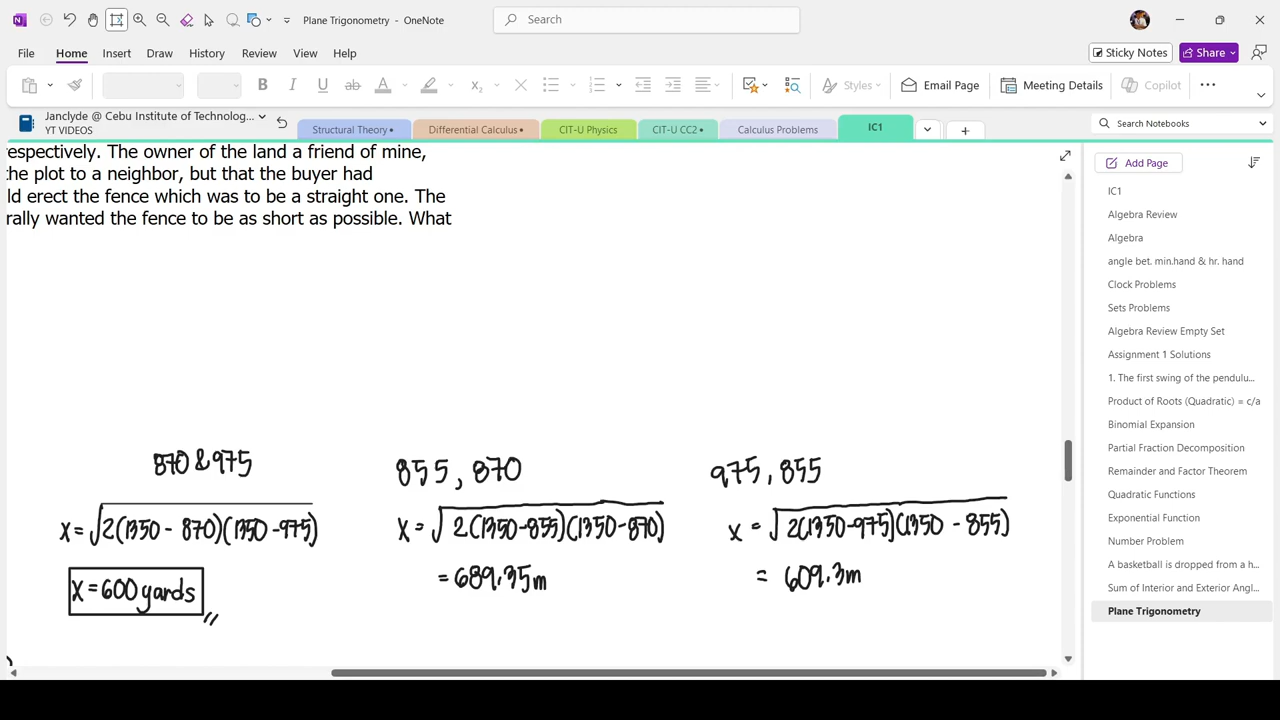 Plane Trigonometry - OneNote
Search
File Home Insert Draw History Review View Help
Sticky Notes
Share
Styles
Email Page
Meeting Details
Copilot
Janclyde @ Cebu Institute of Technolog...
YT VIDEOS
Structural Theory
Differential Calculus
CIT-U Physics
CIT-U CC2
Calculus Problems
IC1
Search Notebooks
respectively. The owner of the land a friend of mine,
the plot to a neighbor, but that the buyer had
ld erect the fence which was to be a straight one. The
rally wanted the fence to be as short as possible. What
870 & 975
x = √2(1350 - 870)(1350 - 975)
x = 600 yards
855, 870
x = √2(1350-855)(1350-870)
= 689.35m
975, 855
x = √2(1350-975)(1350 - 855)
= 609.3m
Add Page
IC1
Algebra Review
Algebra
angle bet. min.hand & hr. hand
Clock Problems
Sets Problems
Algebra Review Empty Set
Assignment 1 Solutions
1. The first swing of the pendulu...
Product of Roots (Quadratic) = c/a
Binomial Expansion
Partial Fraction Decomposition
Remainder and Factor Theorem
Quadratic Functions
Exponential Function
Number Problem
A basketball is dropped from a h...
Sum of Interior and Exterior Angl...
Plane Trigonometry